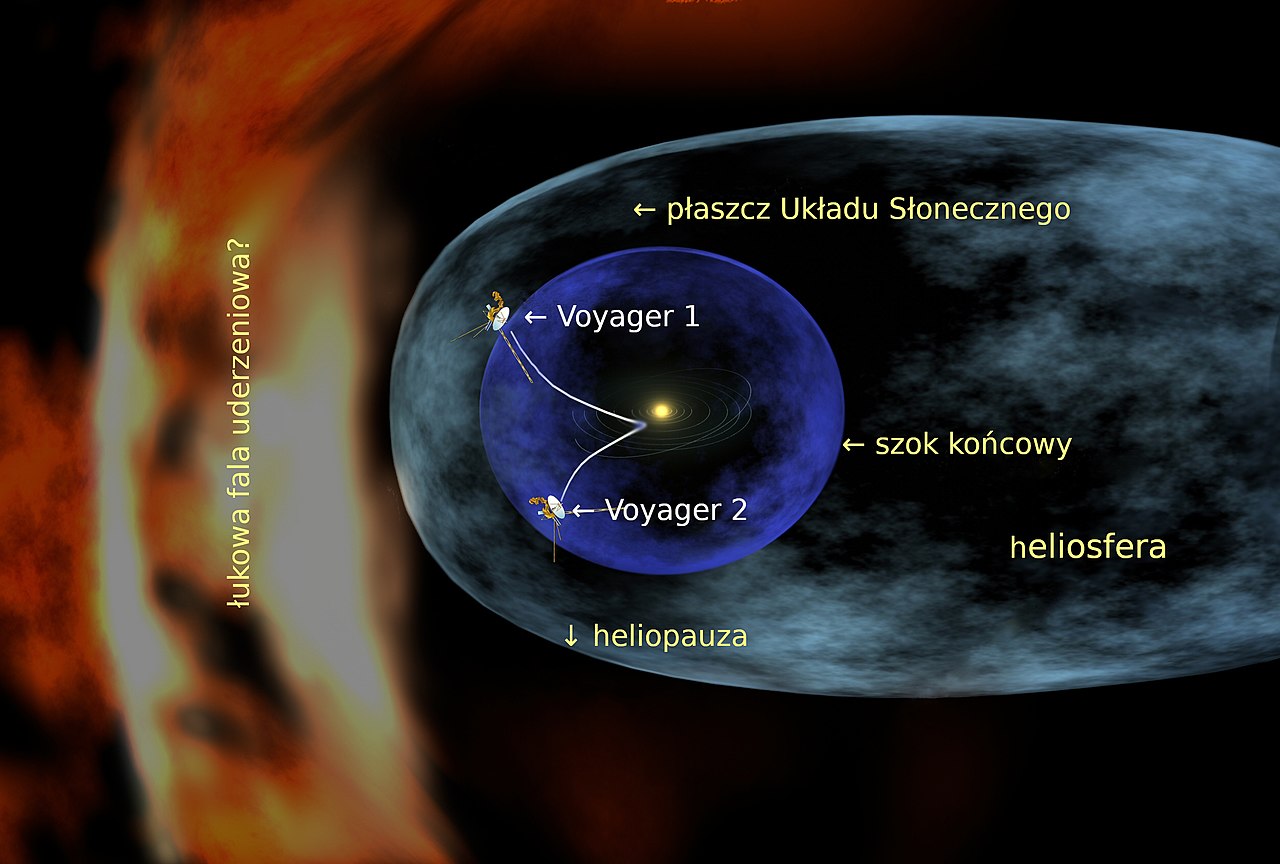 ← płaszcz Układu Słonecznego
łukowa fala uderzeniowa?
← Voyager 1
← szok końcowy
← Voyager 2
heliosfera
↓ heliopauza